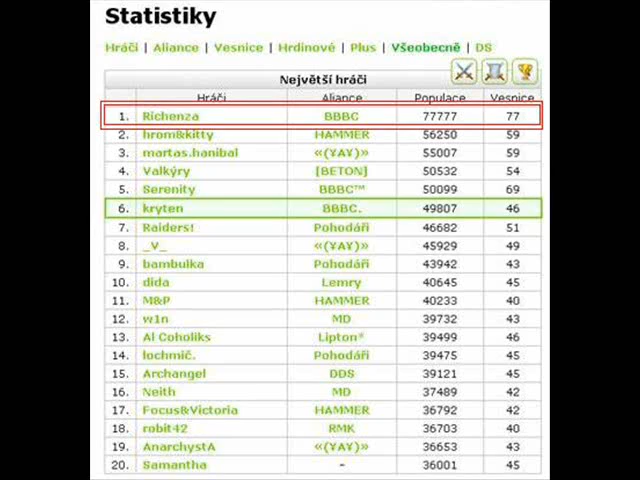 Statistiky
Hráči | Aliance | Vesnice | Hrdinové | Plus | Všeobecně | DS
Největší hráči
Hráči Aliance Populace Vesnice
1. Richenza BBBC 77777 77
2. hrom&kitty HAMMER 56250 59
3. martas.hanibal «(¥A¥)» 55007 59
4. Valkýry [BETON] 50532 54
5. Serenity BBBC™ 50099 69
6. kryten BBBC. 49807 46
7. Raiders! Pohodáři 46682 51
8. _V_ «(¥A¥)» 45929 49
9. bambulka Pohodáři 43942 43
10. dida Lemry 40645 45
11. M&P HAMMER 40233 40
12. w1n MD 39732 43
13. Al Coholiks Lipton* 39499 46
14. lochmič. Pohodáři 39475 45
15. Archangel DDS 39121 45
16. Neith MD 37489 42
17. Focus&Victoria HAMMER 36792 42
18. robit42 RMK 36703 40
19. AnarchystA «(¥A¥)» 36653 43
20. Samantha - 36001 45